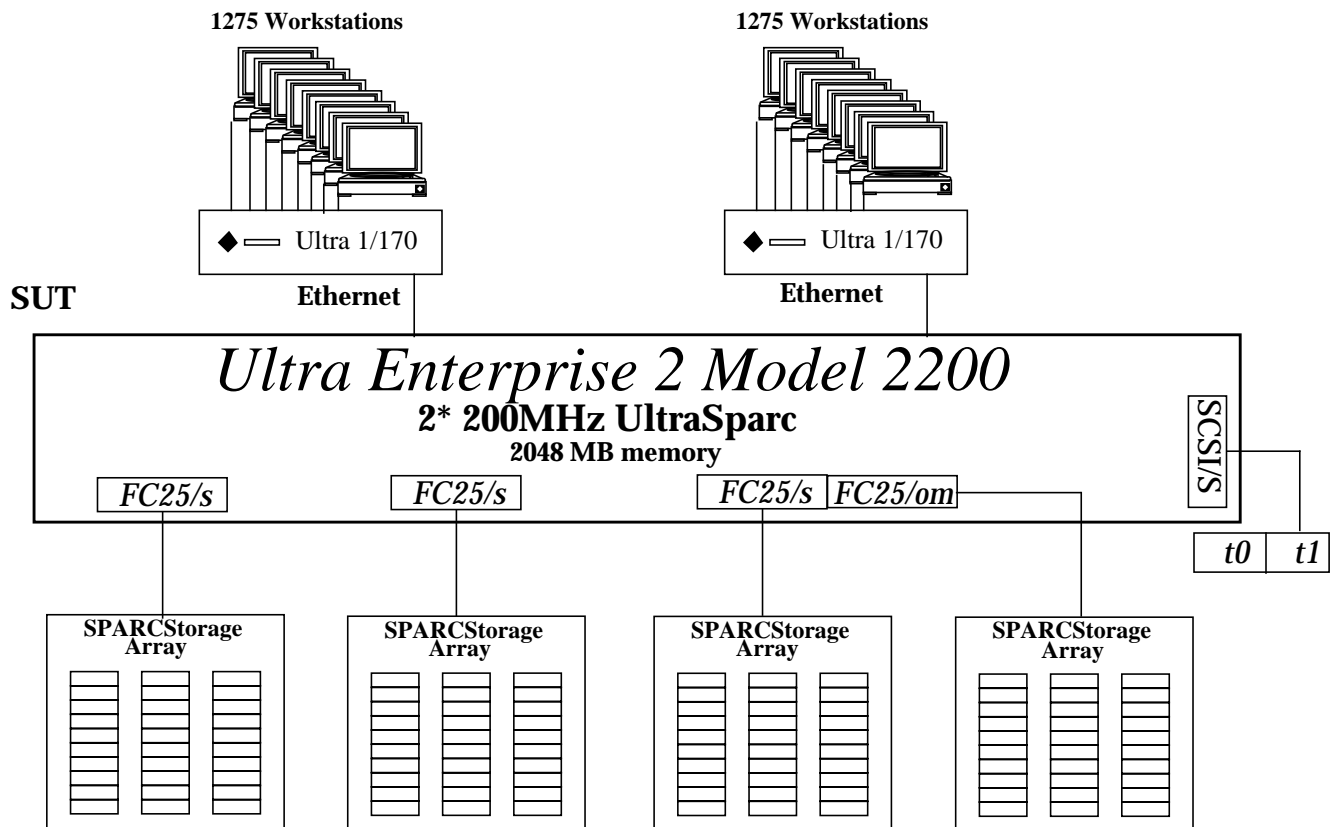 1275 Workstations
1275 Workstations
Ultra 1/170
Ultra 1/170
SUT
Ethernet
Ethernet
Ultra Enterprise 2 Model 2200
2* 200MHz UltraSparc
2048 MB memory
SCSI/S
FC25/s
FC25/s
FC25/s
FC25/om
t0
t1
SPARCStorage
Array
SPARCStorage
Array
SPARCStorage
Array
SPARCStorage
Array